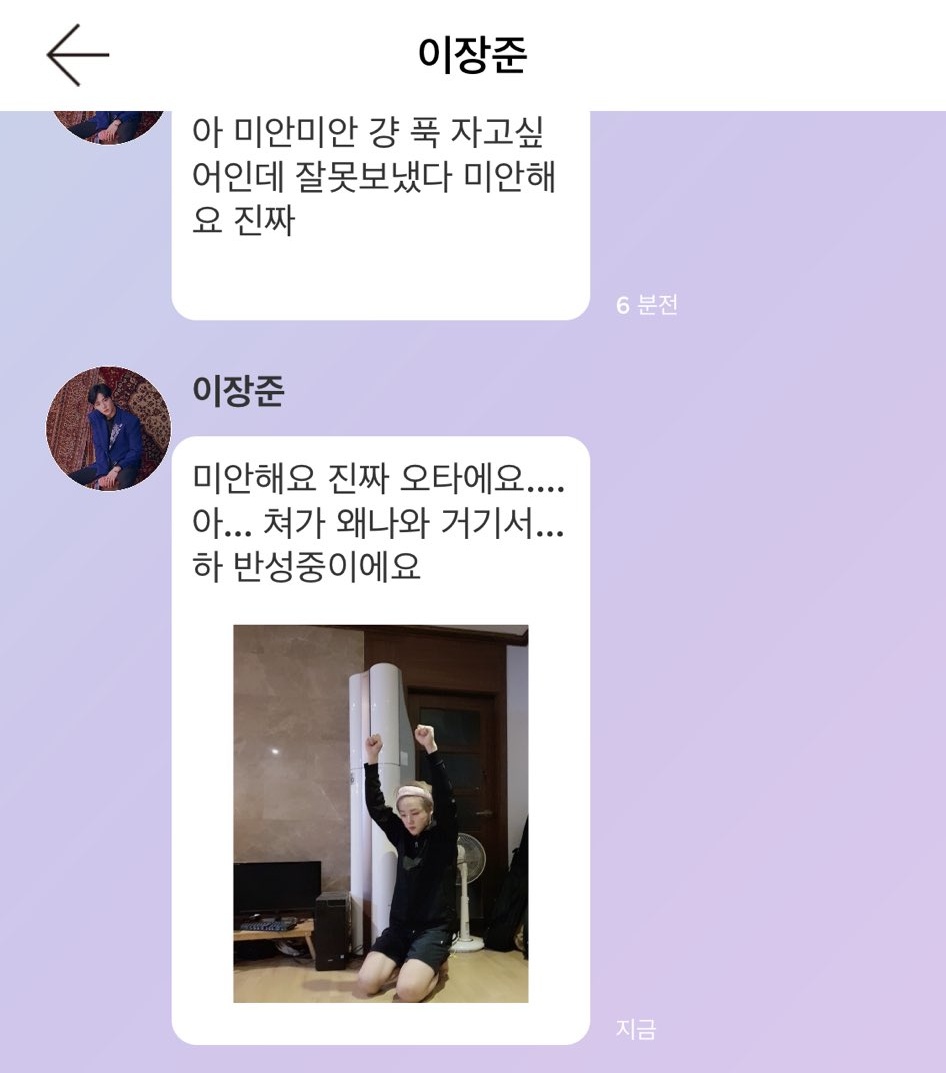 이장준
아 미안미안 걍 푹 자고싶
어인데 잘못보냈다 미안해
요 진짜
6 분전
이장준
미안해요 진짜 오타에요....
아... 쳐가 왜나와 거기서...
하 반성중이에요
지금